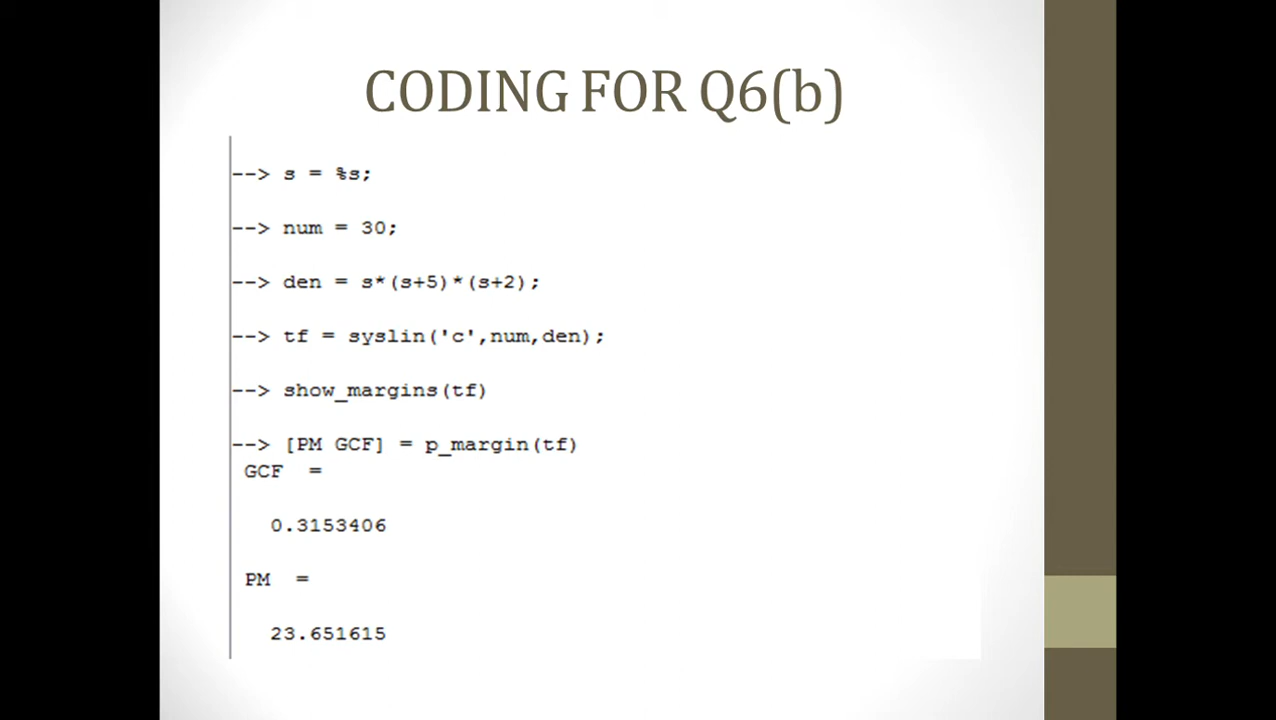 CODING FOR Q6(b)
--> s = %s;
--> num = 30;
--> den = s*(s+5)*(s+2);
--> tf = syslin('c',num,den);
--> show_margins(tf)
--> [PM GCF] = p_margin(tf)
GCF =
0.3153406
PM =
23.651615